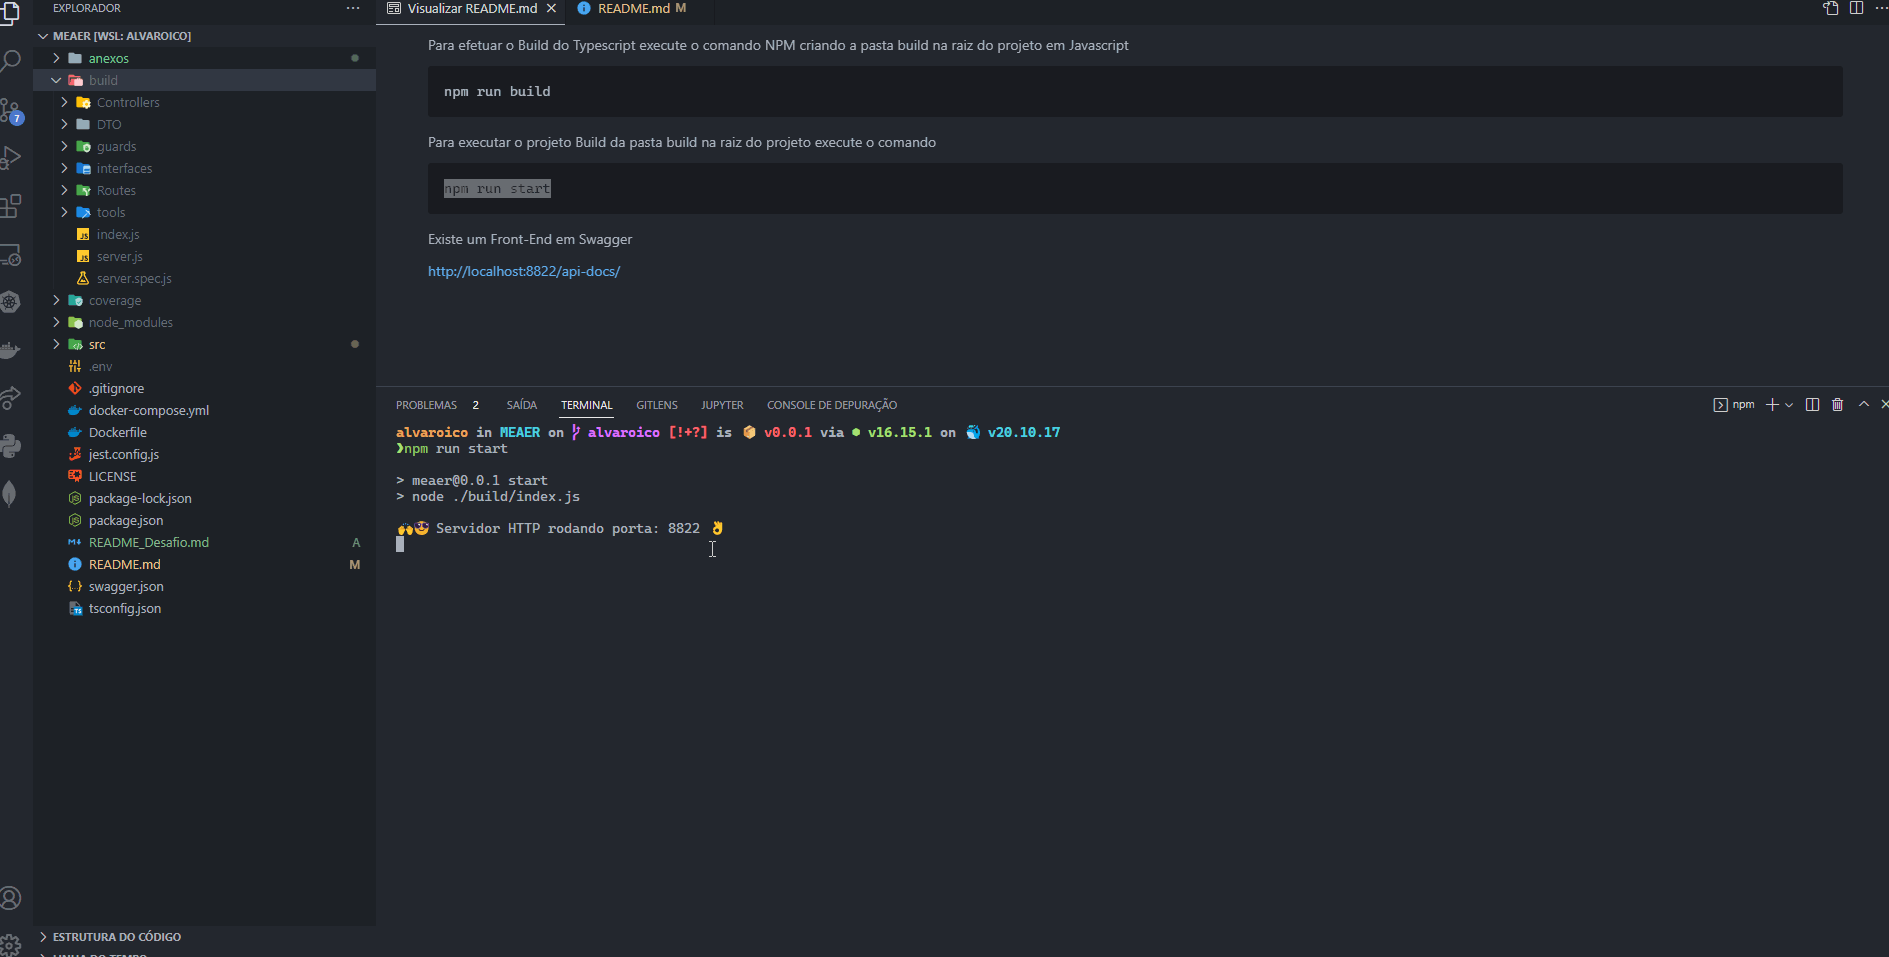 EXPLORADOR
MEAER [WSL: ALVAROICO]
anexos
build
Controllers
DTO
guards
interfaces
Routes
tools
index.js
server.js
server.spec.js
coverage
node_modules
src
.env
.gitignore
docker-compose.yml
Dockerfile
jest.config.js
LICENSE
package-lock.json
package.json
README_Desafio.md A
README.md M
swagger.json
tsconfig.json
ESTRUTURA DO CÓDIGO
LINHA DO TEMPO
7
Visualizar README.md
README.md M
Para efetuar o Build do Typescript execute o comando NPM criando a pasta build na raiz do projeto em Javascript
npm run build
Para executar o projeto Build da pasta build na raiz do projeto execute o comando
npm run start
Existe um Front-End em Swagger
http://localhost:8822/api-docs/
PROBLEMAS 2 SAÍDA TERMINAL GITLENS JUPYTER CONSOLE DE DEPURAÇÃO
npm
alvaroico in MEAER on alvaroico [!+?] is 📦 v0.0.1 via v16.15.1 on 🐳 v20.10.17
❯npm run start
> meaer@0.0.1 start
> node ./build/index.js
🙌😎 Servidor HTTP rodando porta: 8822 👌